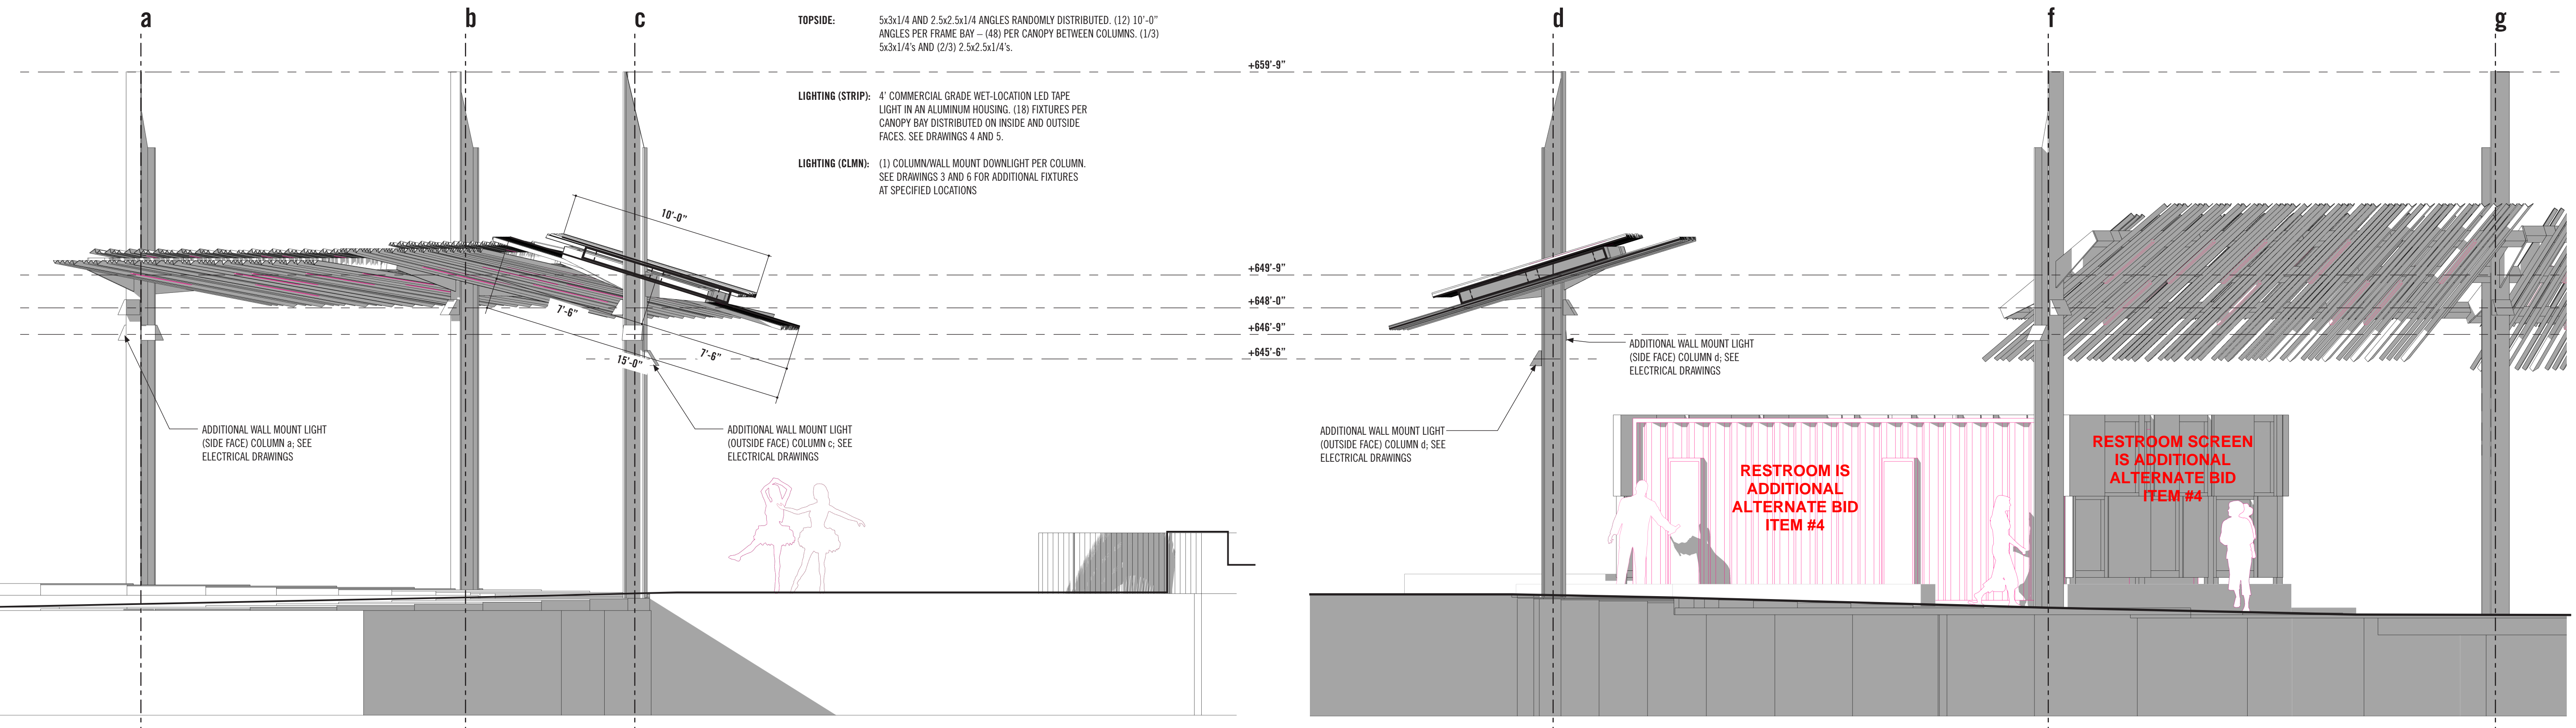 a
b
c
d
f
g
TOPSIDE: 5x3x1/4 AND 2.5x2.5x1/4 ANGLES RANDOMLY DISTRIBUTED. (12) 10'-0"
ANGLES PER FRAME BAY – (48) PER CANOPY BETWEEN COLUMNS. (1/3)
5x3x1/4's AND (2/3) 2.5x2.5x1/4's.
LIGHTING (STRIP): 4' COMMERCIAL GRADE WET-LOCATION LED TAPE
LIGHT IN AN ALUMINUM HOUSING. (18) FIXTURES PER
CANOPY BAY DISTRIBUTED ON INSIDE AND OUTSIDE
FACES. SEE DRAWINGS 4 AND 5.
LIGHTING (CLMN): (1) COLUMN/WALL MOUNT DOWNLIGHT PER COLUMN.
SEE DRAWINGS 3 AND 6 FOR ADDITIONAL FIXTURES
AT SPECIFIED LOCATIONS
+659'-9"
+649'-9"
+648'-0"
+646'-9"
+645'-6"
10'-0"
7'-6"
7'-6"
15'-0"
ADDITIONAL WALL MOUNT LIGHT
(SIDE FACE) COLUMN a; SEE
ELECTRICAL DRAWINGS
ADDITIONAL WALL MOUNT LIGHT
(OUTSIDE FACE) COLUMN c; SEE
ELECTRICAL DRAWINGS
ADDITIONAL WALL MOUNT LIGHT
(OUTSIDE FACE) COLUMN d; SEE
ELECTRICAL DRAWINGS
ADDITIONAL WALL MOUNT LIGHT
(SIDE FACE) COLUMN d; SEE
ELECTRICAL DRAWINGS
RESTROOM IS
ADDITIONAL
ALTERNATE BID
ITEM #4
RESTROOM SCREEN
IS ADDITIONAL
ALTERNATE BID
ITEM #4